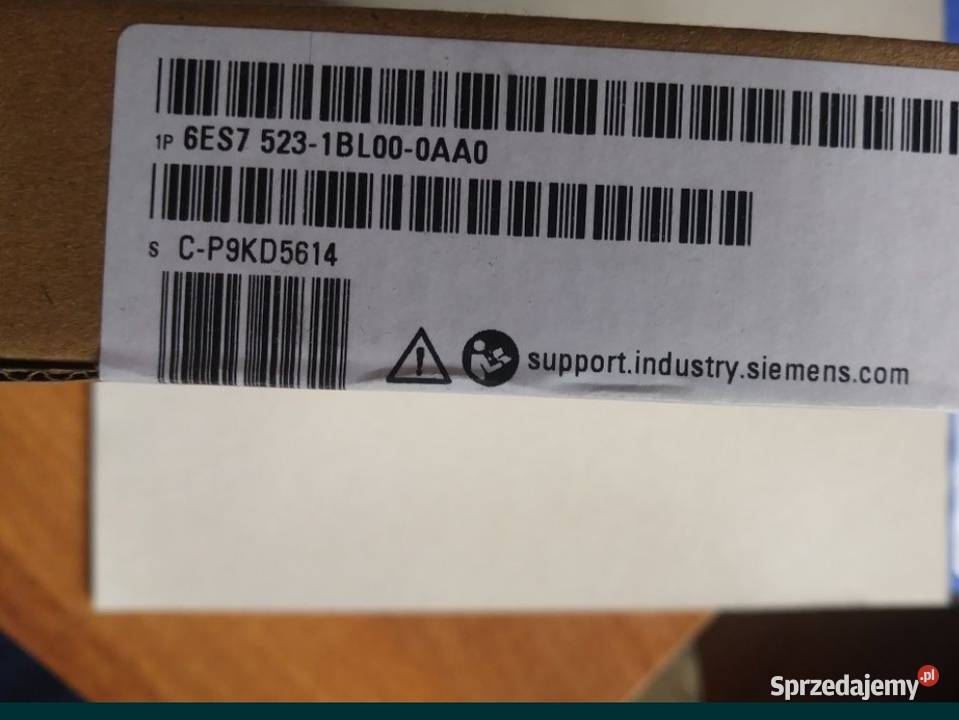 1P 6ES7 523-1BL00-0AA0
S C-P9KD5614
support.industry.siemens.com
Sprzedajemy.pl